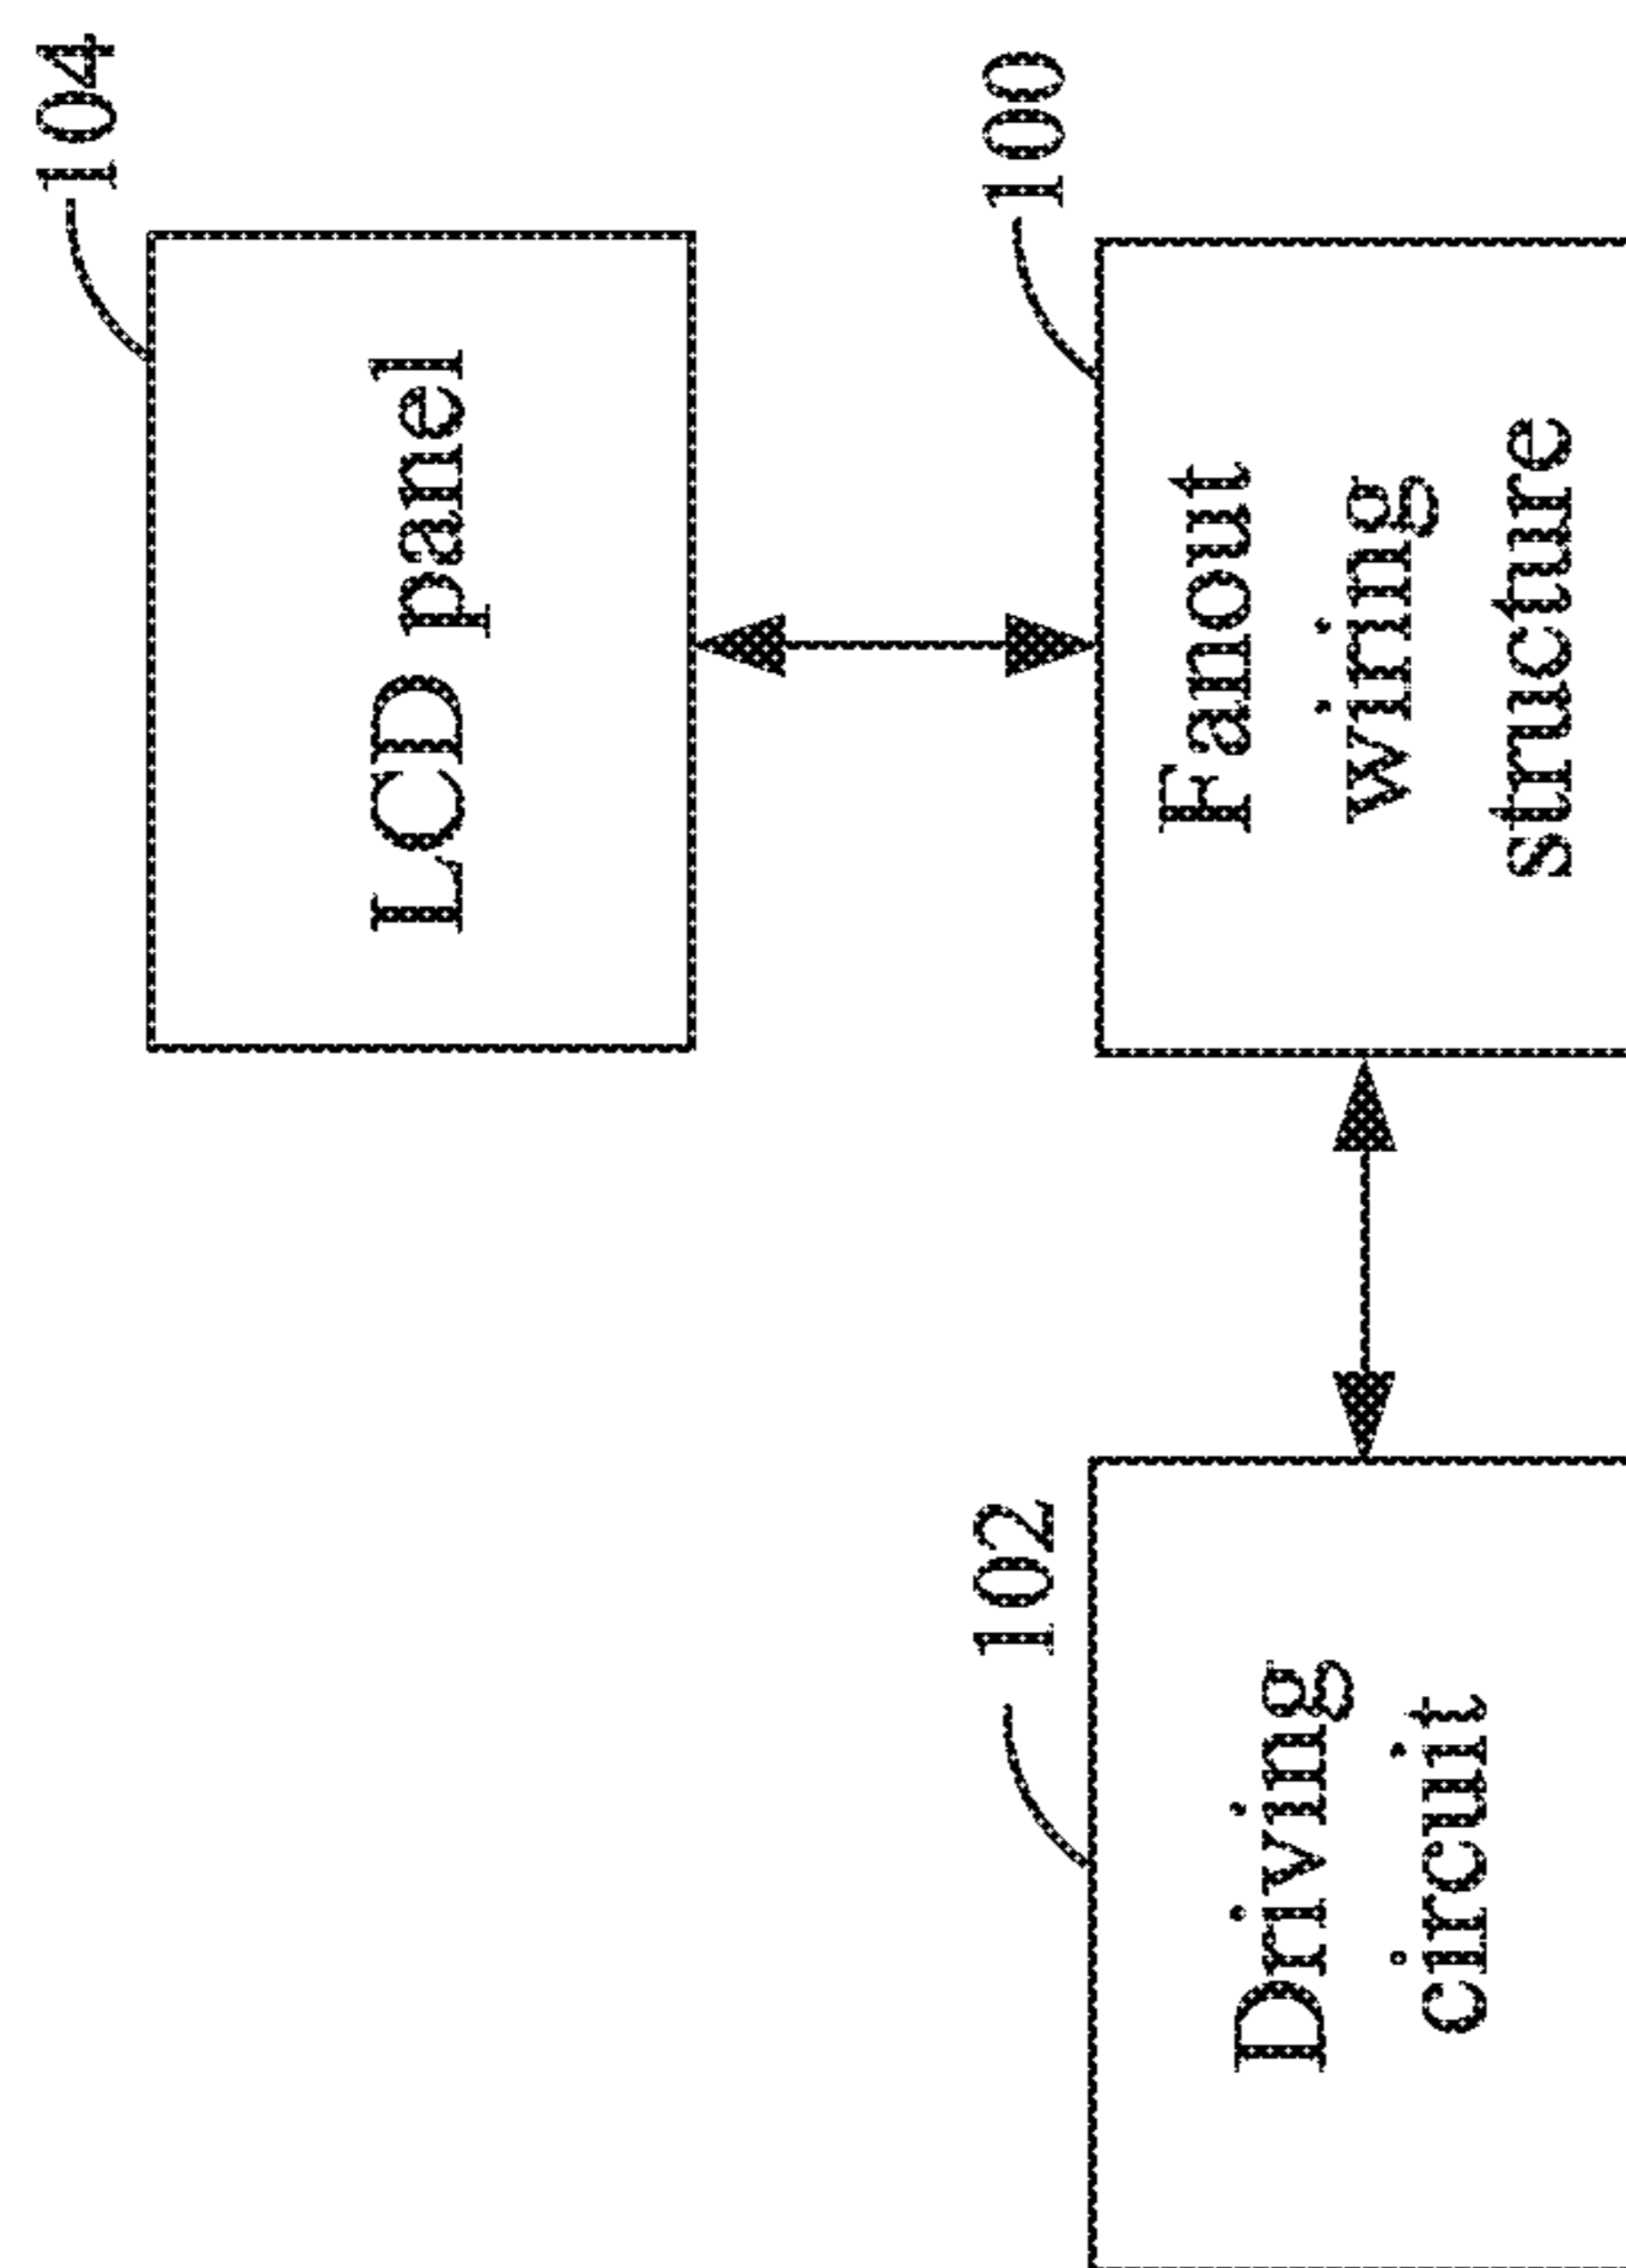 104
LCD panel
100
Fanout
wiring
structure
102
Driving
circuit